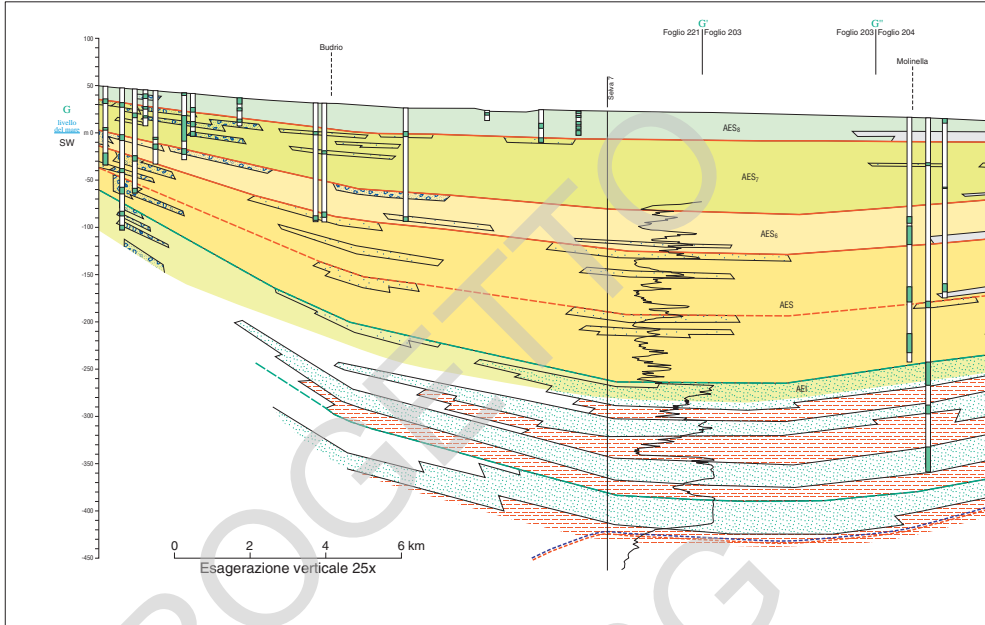 G' G''
Foglio 221 Foglio 203 Foglio 203 Foglio 204
Budrio
Molinella
Selva 7
100
50
G
livello
del mare
m 0
SW
-50
-100
-150
-200
-250
-300
-350
-400
-450
AES8
AES7
AES6
AES
AEI
0 2 4 6 km
Esagerazione verticale 25x
PROGETTO
G